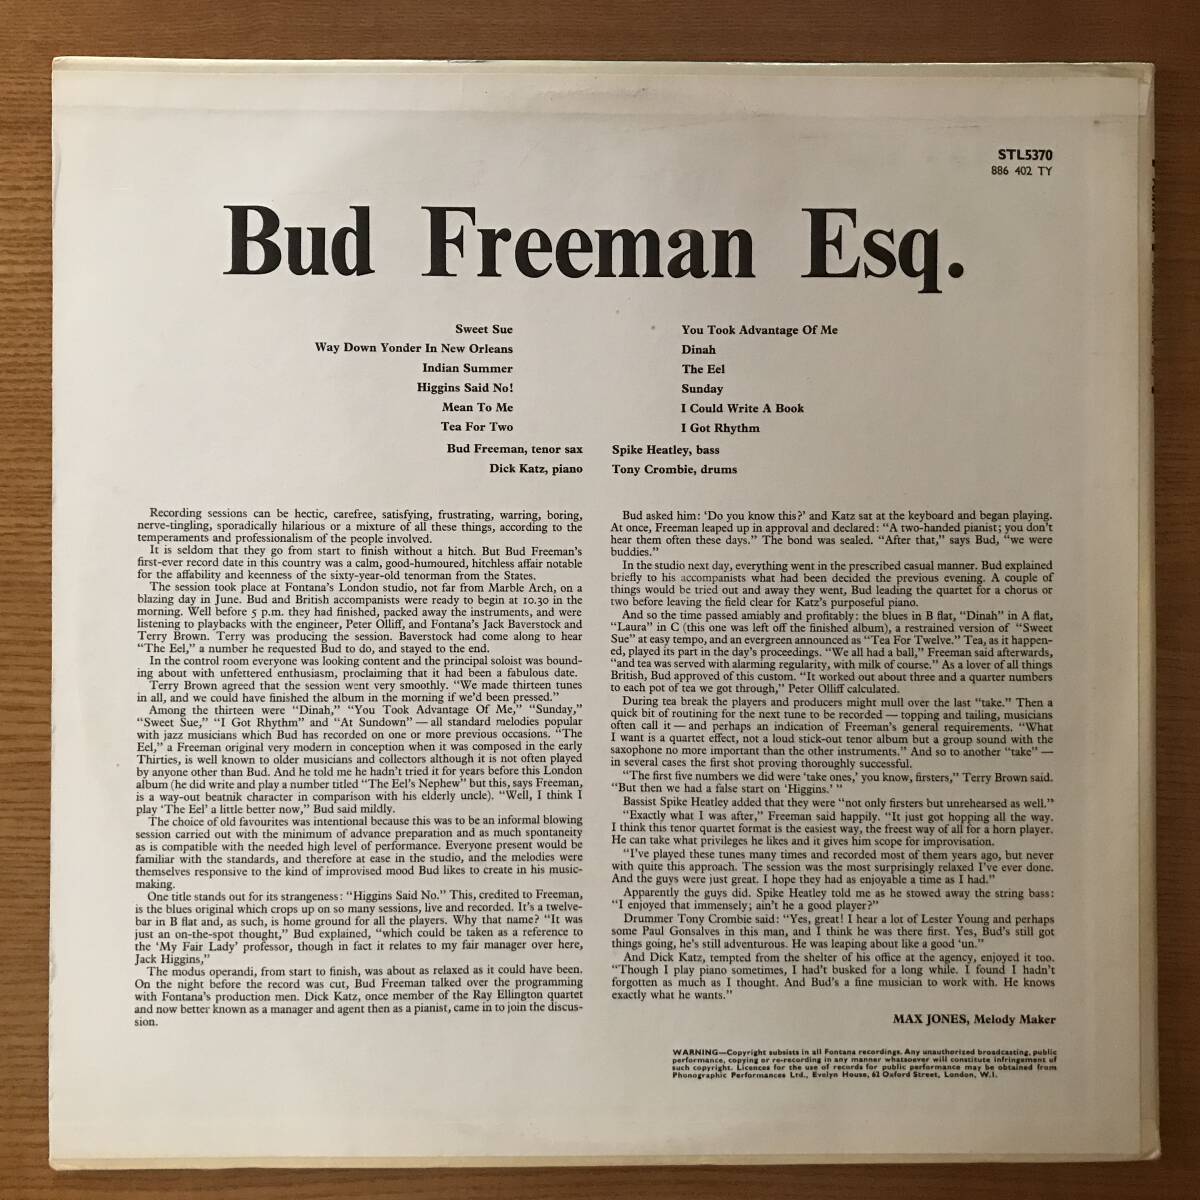 STL5370
886 402 TY
Bud Freeman Esq.
Sweet Sue
Way Down Yonder In New Orleans
Indian Summer
Higgins Said No!
Mean To Me
Tea For Two
You Took Advantage Of Me
Dinah
The Eel
Sunday
I Could Write A Book
I Got Rhythm
Bud Freeman, tenor sax
Dick Katz, piano
Spike Heatley, bass
Tony Crombie, drums
Recording sessions can be hectic, carefree, satisfying, frustrating, warring, boring,
nerve-tingling, sporadically hilarious or a mixture of all these things, according to the
temperaments and professionalism of the people involved.
It is seldom that they go from start to finish without a hitch. But Bud Freeman's
first-ever record date in this country was a calm, good-humoured, hitchless affair notable
for the affability and keenness of the sixty-year-old tenorman from the States.
The session took place at Fontana's London studio, not far from Marble Arch, on a
blazing day in June. Bud and British accompanists were ready to begin at 10.30 in the
morning. Well before 5 p.m. they had finished, packed away the instruments, and were
listening to playbacks with the engineer, Peter Olliff, and Fontana's Jack Baverstock and
Terry Brown. Terry was producing the session. Baverstock had come along to hear
"The Eel," a number he requested Bud to do, and stayed to the end.
In the control room everyone was looking content and the principal soloist was bound-
ing about with unfettered enthusiasm, proclaiming that it had been a fabulous date.
Terry Brown agreed that the session went very smoothly. "We made thirteen tunes
in all, and we could have finished the album in the morning if we'd been pressed."
Among the thirteen were "Dinah," "You Took Advantage Of Me," "Sunday,"
"Sweet Sue," "I Got Rhythm" and "At Sundown" — all standard melodies popular
with jazz musicians which Bud has recorded on one or more previous occasions. "The
Eel," a Freeman original very modern in conception when it was composed in the early
Thirties, is well known to older musicians and collectors although it is not often played
by anyone other than Bud. And he told me he hadn't tried it for years before this London
album (he did write and play a number titled "The Eel's Nephew" but this, says Freeman,
is a way-out beatnik character in comparison with his elderly uncle). "Well, I think I
play 'The Eel' a little better now," Bud said mildly.
The choice of old favourites was intentional because this was to be an informal blowing
session carried out with the minimum of advance preparation and as much spontaneity
as is compatible with the needed high level of performance. Everyone present would be
familiar with the standards, and therefore at ease in the studio, and the melodies were
themselves responsive to the kind of improvised mood Bud likes to create in his music-
making.
One title stands out for its strangeness: "Higgins Said No." This, credited to Freeman,
is the blues original which crops up on so many sessions, live and recorded. It's a twelve-
bar in B flat and, as such, is home ground for all the players. Why that name? "It was
just an on-the-spot thought," Bud explained, "which could be taken as a reference to
the 'My Fair Lady' professor, though in fact it relates to my fair manager over here,
Jack Higgins,"
The modus operandi, from start to finish, was about as relaxed as it could have been.
On the night before the record was cut, Bud Freeman talked over the programming
with Fontana's production men. Dick Katz, once member of the Ray Ellington quartet
and now better known as a manager and agent then as a pianist, came in to join the discus-
sion.
Bud asked him: 'Do you know this?' and Katz sat at the keyboard and began playing.
At once, Freeman leaped up in approval and declared: "A two-handed pianist; you don't
hear them often these days." The bond was sealed. "After that," says Bud, "we were
buddies."
In the studio next day, everything went in the prescribed casual manner. Bud explained
briefly to his accompanists what had been decided the previous evening. A couple of
things would be tried out and away they went, Bud leading the quartet for a chorus or
two before leaving the field clear for Katz's purposeful piano.
And so the time passed amiably and profitably: the blues in B flat, "Dinah" in A flat,
"Laura" in C (this one was left off the finished album), a restrained version of "Sweet
Sue" at easy tempo, and an evergreen announced as "Tea For Twelve." Tea, as it happen-
ed, played its part in the day's proceedings. "We all had a ball," Freeman said afterwards,
"and tea was served with alarming regularity, with milk of course." As a lover of all things
British, Bud approved of this custom. "It worked out about three and a quarter numbers
to each pot of tea we got through," Peter Olliff calculated.
During tea break the players and producers might mull over the last "take." Then a
quick bit of routining for the next tune to be recorded — topping and tailing, musicians
often call it — and perhaps an indication of Freeman's general requirements. "What
I want is a quartet effect, not a loud stick-out tenor album but a group sound with the
saxophone no more important than the other instruments." And so to another "take" —
in several cases the first shot proving thoroughly successful.
"The first five numbers we did were 'take ones,' you know, firsters," Terry Brown said.
"But then we had a false start on 'Higgins.' "
Bassist Spike Heatley added that they were "not only firsters but unrehearsed as well."
"Exactly what I was after," Freeman said happily. "It just got hopping all the way.
I think this tenor quartet format is the easiest way, the freest way of all for a horn player.
He can take what privileges he likes and it gives him scope for improvisation.
"I've played these tunes many times and recorded most of them years ago, but never
with quite this approach. The session was the most surprisingly relaxed I've ever done.
And the guys were just great. I hope they had as enjoyable a time as I had."
Apparently the guys did. Spike Heatley told me as he stowed away the string bass:
"I enjoyed that immensely; ain't he a good player?"
Drummer Tony Crombie said: "Yes, great! I hear a lot of Lester Young and perhaps
some Paul Gonsalves in this man, and I think he was there first. Yes, Bud's still got
things going, he's still adventurous. He was leaping about like a good 'un."
And Dick Katz, tempted from the shelter of his office at the agency, enjoyed it too.
"Though I play piano sometimes, I had't busked for a long while. I found I hadn't
forgotten as much as I thought. And Bud's a fine musician to work with. He knows
exactly what he wants."
MAX JONES, Melody Maker
WARNING—Copyright subsists in all Fontana recordings. Any unauthorized broadcasting, public
performance, copying or re-recording in any manner whatsoever will constitute infringement of
such copyright. Licences for the use of records for public performance may be obtained from
Phonographic Performances Ltd., Evelyn House, 62 Oxford Street, London, W.1.